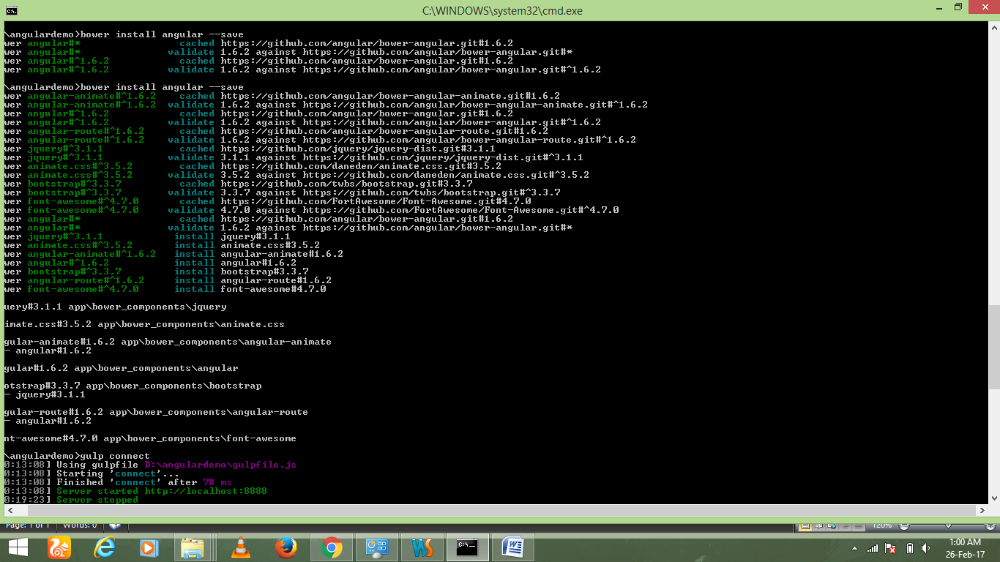 C:\WINDOWS\system32\cmd.exe
\angulardemo>bower install angular --save
wer angular#* cached https://github.com/angular/bower-angular.git#1.6.2
wer angular#* validate 1.6.2 against https://github.com/angular/bower-angular.git#*
wer angular#^1.6.2 cached https://github.com/angular/bower-angular.git#1.6.2
wer angular#^1.6.2 validate 1.6.2 against https://github.com/angular/bower-angular.git#^1.6.2
\angulardemo>bower install angular --save
wer angular-animate#^1.6.2 cached https://github.com/angular/bower-angular-animate.git#1.6.2
wer angular-animate#^1.6.2 validate 1.6.2 against https://github.com/angular/bower-angular-animate.git#^1.6.2
wer angular#^1.6.2 cached https://github.com/angular/bower-angular.git#1.6.2
wer angular#^1.6.2 validate 1.6.2 against https://github.com/angular/bower-angular.git#^1.6.2
wer angular-route#^1.6.2 cached https://github.com/angular/bower-angular-route.git#1.6.2
wer angular-route#^1.6.2 validate 1.6.2 against https://github.com/angular/bower-angular-route.git#^1.6.2
wer jquery#^3.1.1 cached https://github.com/jquery/jquery-dist.git#3.1.1
wer jquery#^3.1.1 validate 3.1.1 against https://github.com/jquery/jquery-dist.git#^3.1.1
wer animate.css#^3.5.2 cached https://github.com/daneden/animate.css.git#3.5.2
wer animate.css#^3.5.2 validate 3.5.2 against https://github.com/daneden/animate.css.git#^3.5.2
wer bootstrap#^3.3.7 cached https://github.com/twbs/bootstrap.git#3.3.7
wer bootstrap#^3.3.7 validate 3.3.7 against https://github.com/twbs/bootstrap.git#^3.3.7
wer font-awesome#^4.7.0 cached https://github.com/FortAwesome/Font-Awesome.git#4.7.0
wer font-awesome#^4.7.0 validate 4.7.0 against https://github.com/FortAwesome/Font-Awesome.git#^4.7.0
wer angular#* cached https://github.com/angular/bower-angular.git#1.6.2
wer angular#* validate 1.6.2 against https://github.com/angular/bower-angular.git#*
wer jquery#^3.1.1 install jquery#3.1.1
wer animate.css#^3.5.2 install animate.css#3.5.2
wer angular-animate#^1.6.2 install angular-animate#1.6.2
wer angular#^1.6.2 install angular#1.6.2
wer bootstrap#^3.3.7 install bootstrap#3.3.7
wer angular-route#^1.6.2 install angular-route#1.6.2
wer font-awesome#^4.7.0 install font-awesome#4.7.0
uery#3.1.1 app\bower_components\jquery
imate.css#3.5.2 app\bower_components\animate.css
gular-animate#1.6.2 app\bower_components\angular-animate
─ angular#1.6.2
gular#1.6.2 app\bower_components\angular
otstrap#3.3.7 app\bower_components\bootstrap
─ jquery#3.1.1
gular-route#1.6.2 app\bower_components\angular-route
─ angular#1.6.2
nt-awesome#4.7.0 app\bower_components\font-awesome
\angulardemo>gulp connect
0:13:08] Using gulpfile D:\angulardemo\gulpfile.js
0:13:08] Starting 'connect'...
0:13:08] Finished 'connect' after 78 ms
0:13:08] Server started http://localhost:8888
0:19:23] Server stopped
Page: 1 of 1 Words: 0 120%
1:00 AM
26-Feb-17